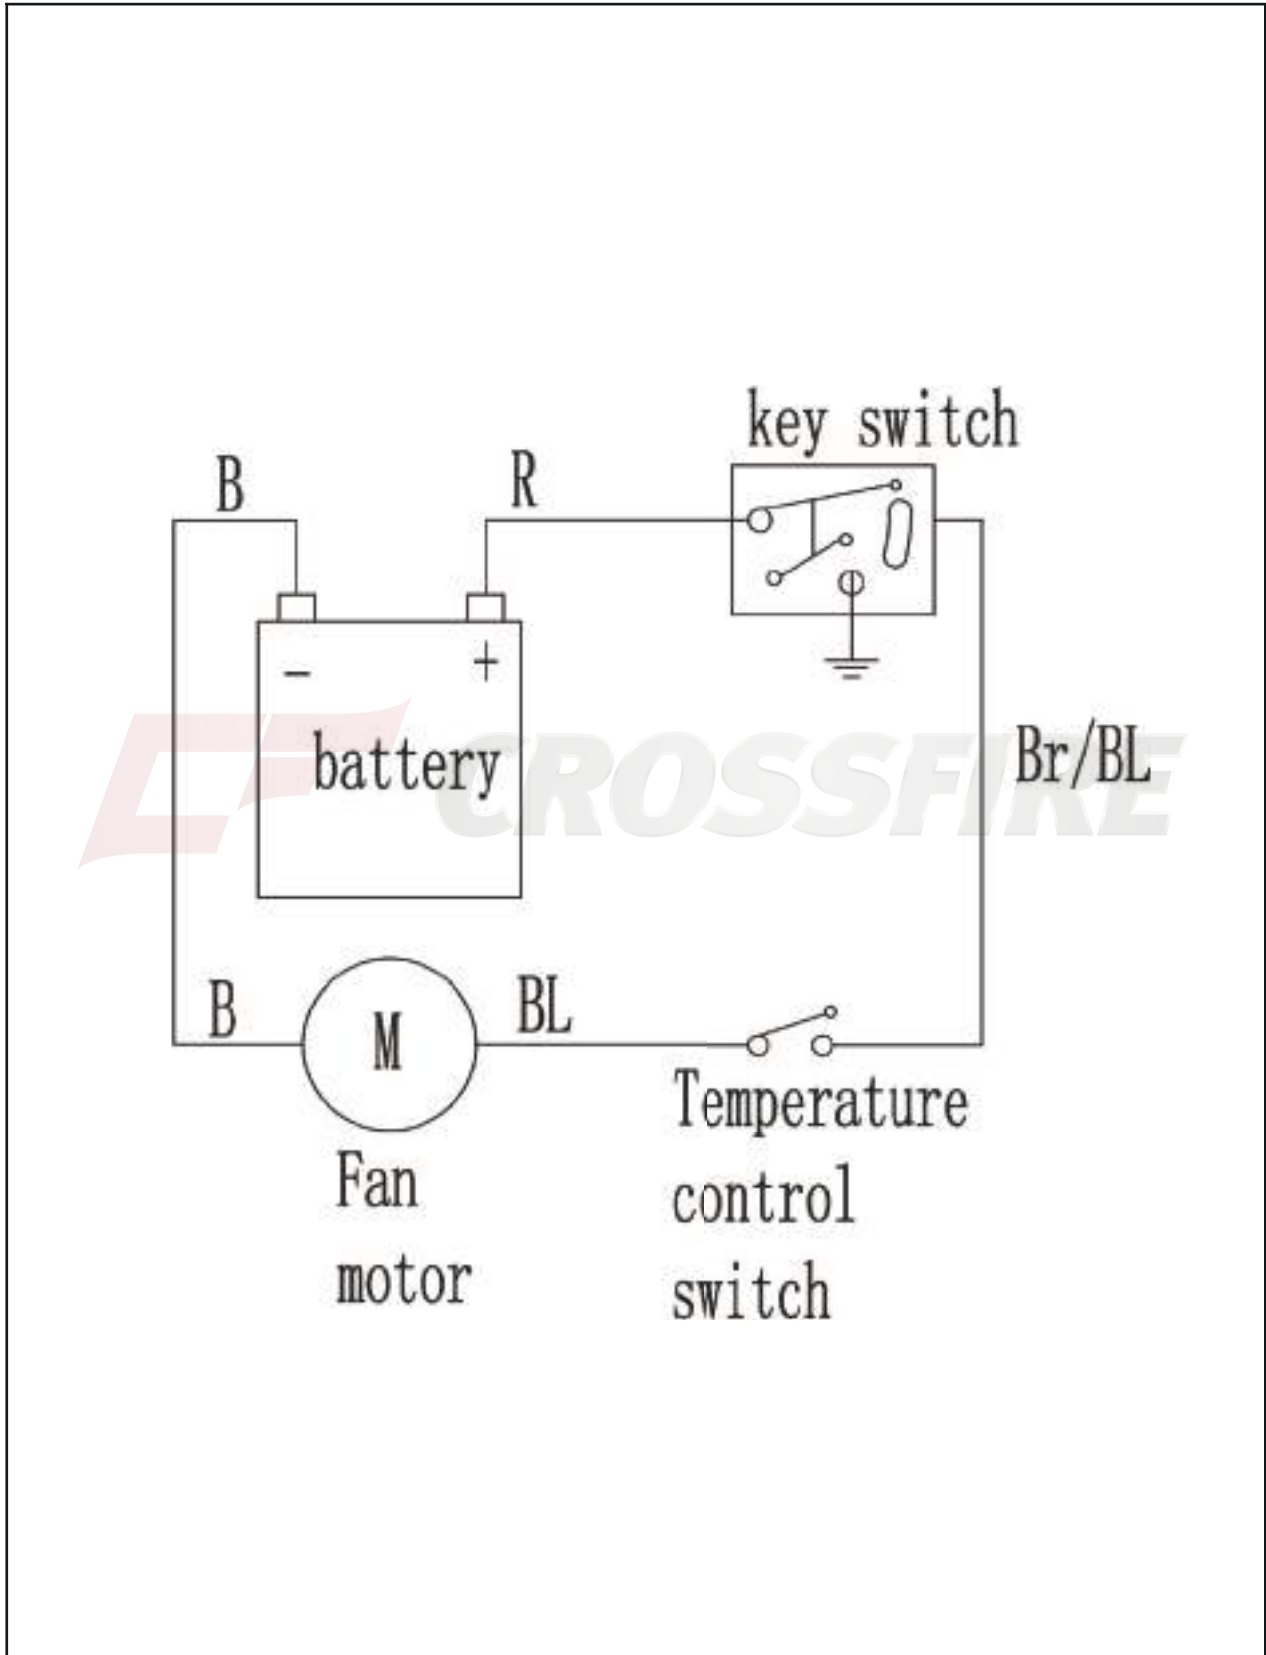 key switch
B
R
- +
battery
CROSSFIRE
Br/BL
B
M
BL
Fan
motor
Temperature
control
switch